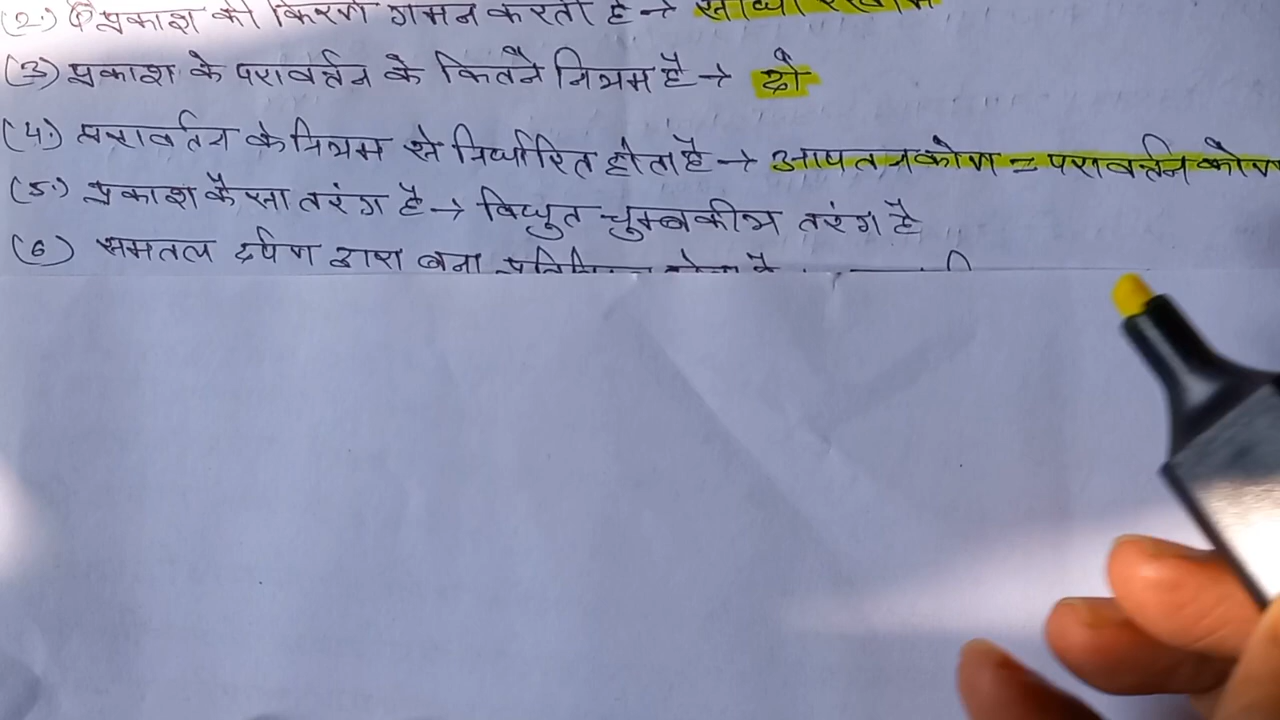 (2.) प्रकाश की किरणें गमन करती है → सीधी रेखा में
(3) प्रकाश के परावर्त्तन के कितने नियम है → दो
(4.) परावर्तन के नियम से निर्धारित होता है → आपतन कोण = परावर्त्तन कोण
(5.) प्रकाश कैसा तरंग है → विधुत चुम्बकीय तरंग है
(6) समतल दर्पण द्वारा बना